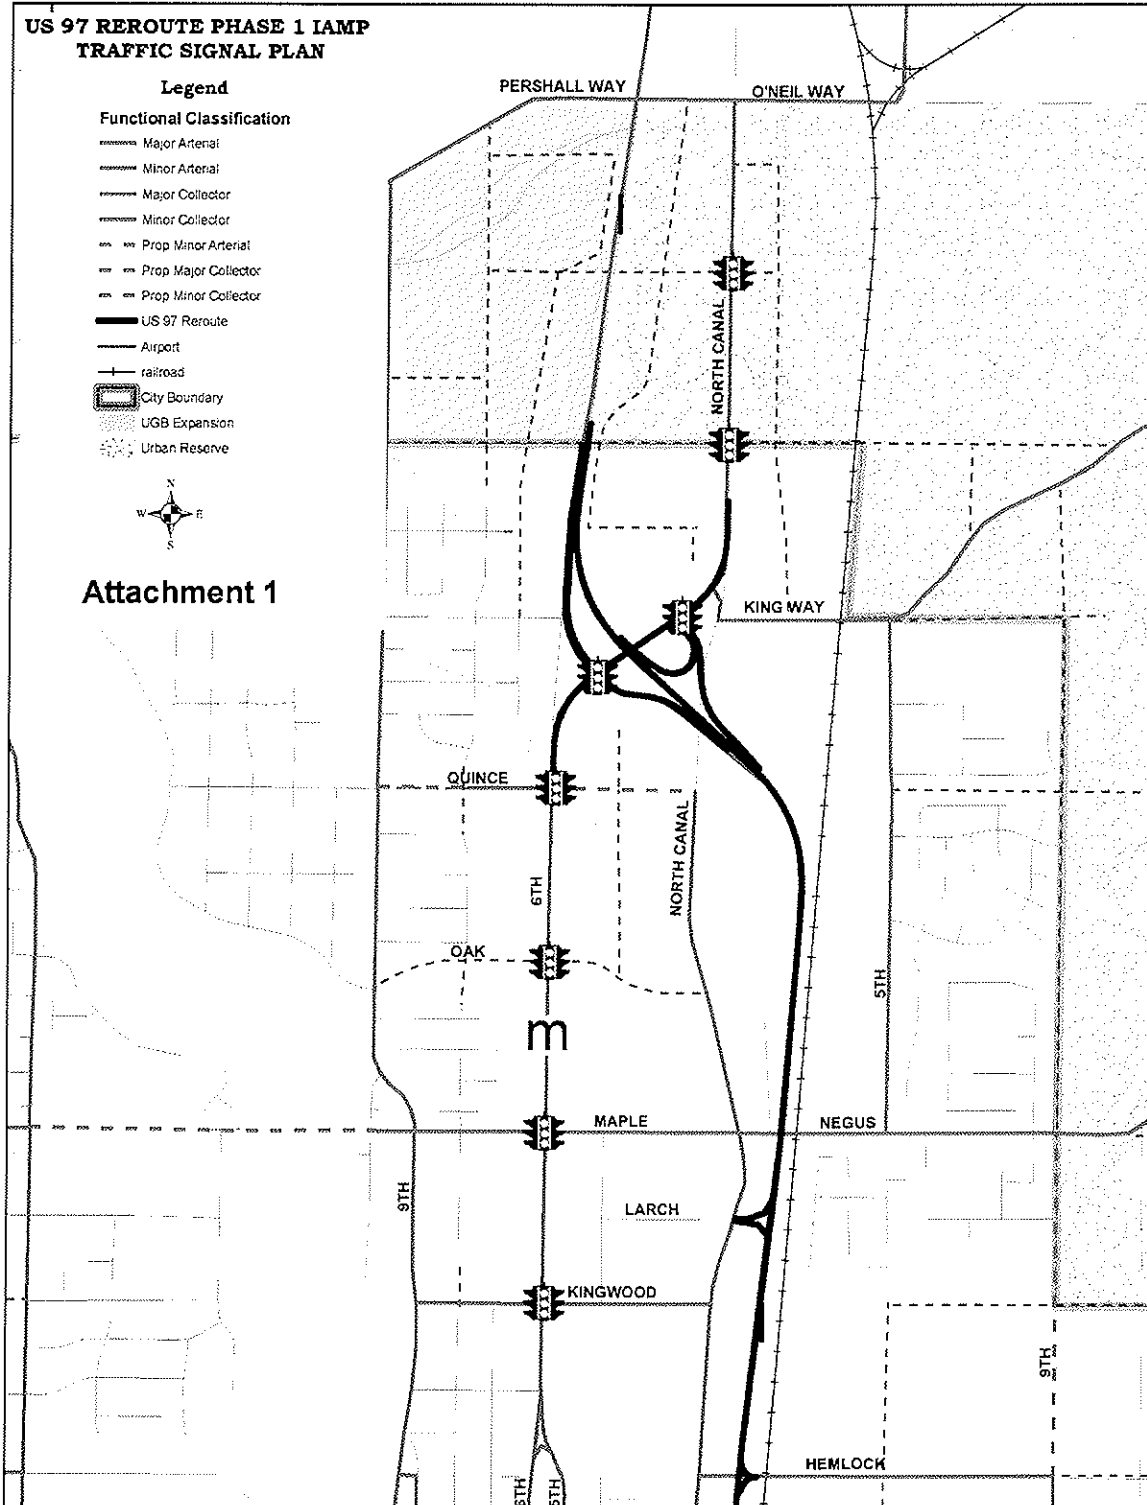 US 97 REROUTE PHASE 1 IAMP
TRAFFIC SIGNAL PLAN
Legend
Functional Classification
Major Arterial
Minor Arterial
Major Collector
Minor Collector
Prop Minor Arterial
Prop Major Collector
Prop Minor Collector
US 97 Reroute
Airport
railroad
City Boundary
UGB Expansion
Urban Reserve
N
W E
S
Attachment 1
PERSHALL WAY
O'NEIL WAY
NORTH CANAL
KING WAY
QUINCE
6TH
NORTH CANAL
OAK
5TH
m
MAPLE
NEGUS
9TH
LARCH
KINGWOOD
9TH
HEMLOCK
6TH
5TH